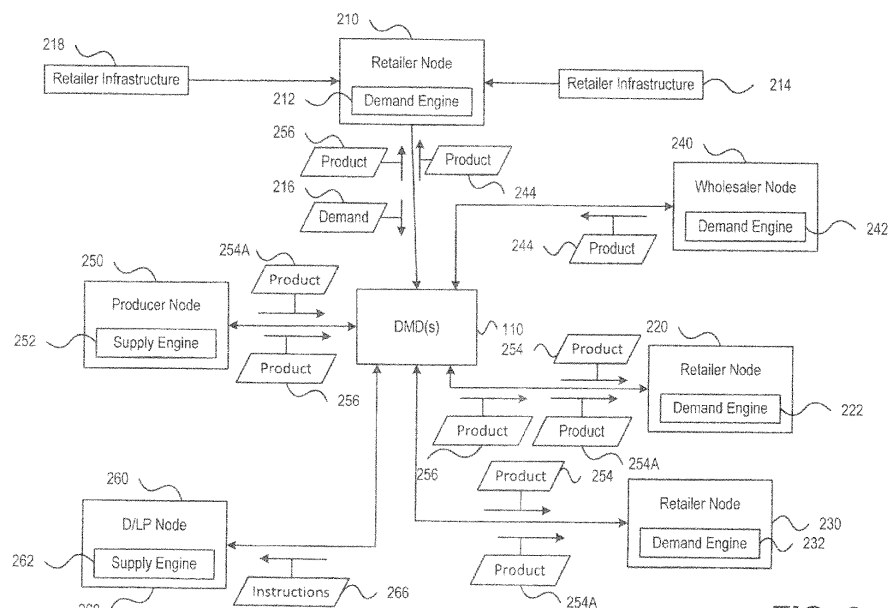 210
218
Retailer Infrastructure
Retailer Node
Retailer Infrastructure
214
212
Demand Engine
256
Product
Product
244
216
Demand
240
Wholesaler Node
Demand Engine
242
244
Product
244
254A
Product
250
Producer Node
252
Supply Engine
Product
256
DMD(s)
110
220
254
Product
Retailer Node
Demand Engine
222
Product
Product
256
254A
260
D/LP Node
262
Supply Engine
Instructions
266
Product
254
Retailer Node
230
Demand Engine
232
Product
254A